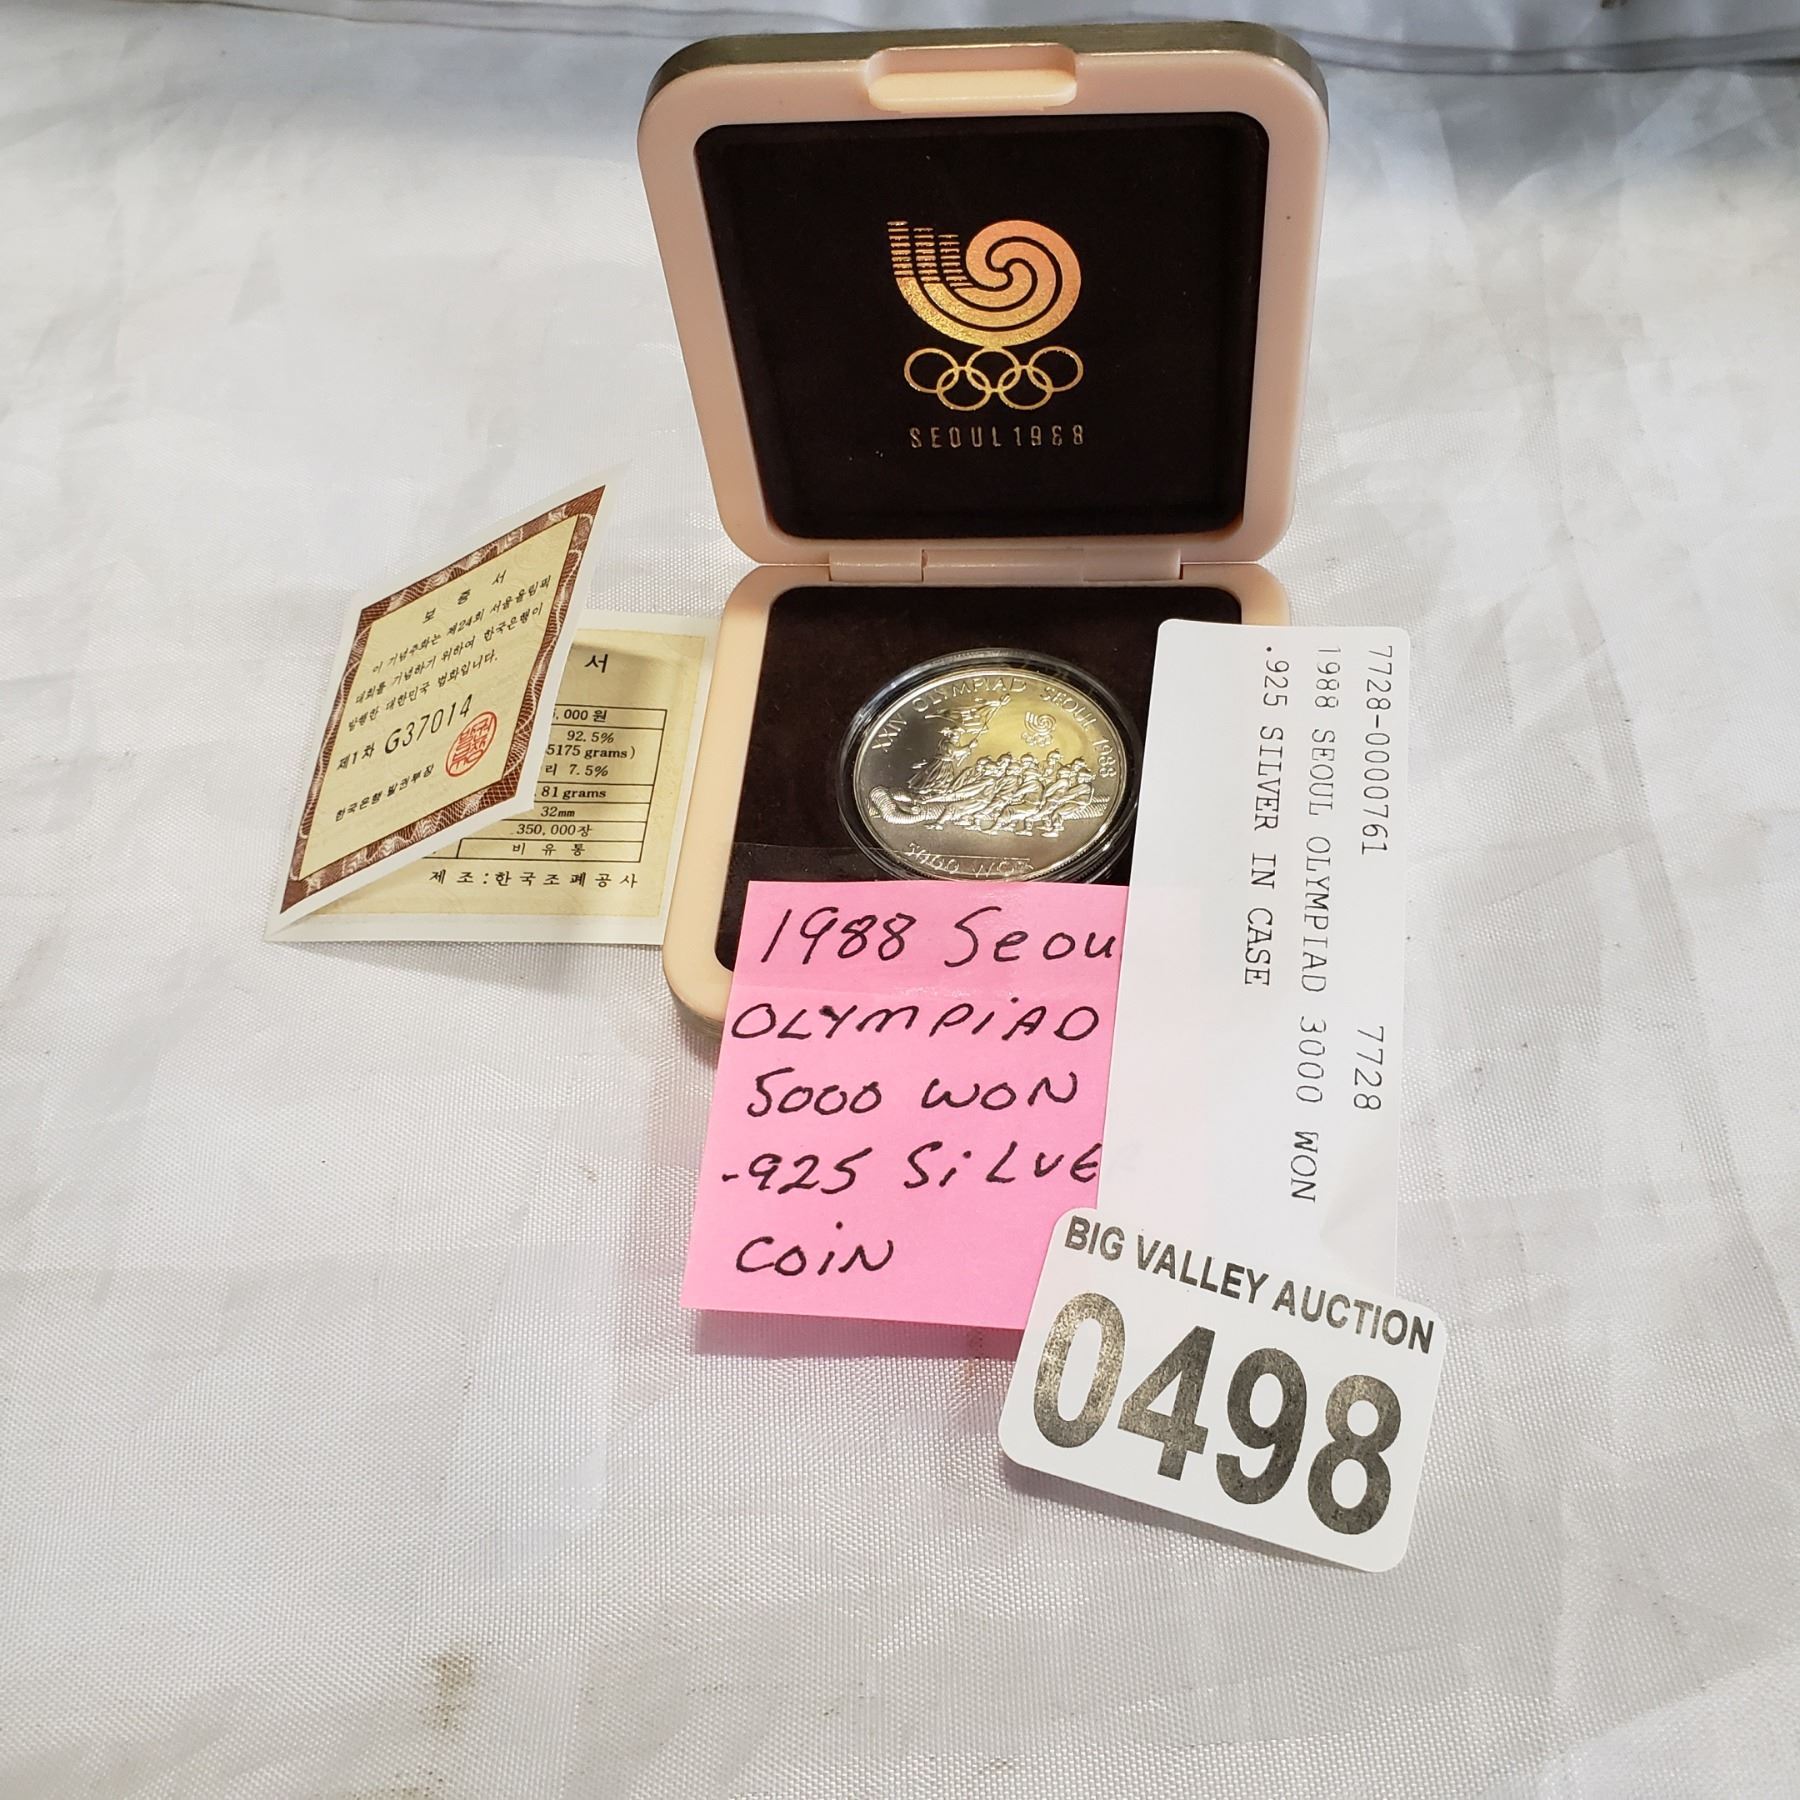 SEOUL 1988
보 증 서
이 기념주화는 제24회 서울올림픽
대회를 기념하기 위하여 한국은행이
발행한 대한민국 법화입니다.
제1차 G37014
한국은행 발권부장
서
,000원
92.5%
5175 grams)
리 7.5%
.81 grams
32mm
350,000장
비 유 통
제 조 : 한국조폐공사
XXIV OLYMPIAD SEOUL 1988
1988 Seou
OLYMPIAD
5000 WON
.925 SiLVE
COIN
7728-0000761 7728
1988 SEOUL OLYMPIAD 3000 WON
.925 SILVER IN CASE
BIG VALLEY AUCTION
0498